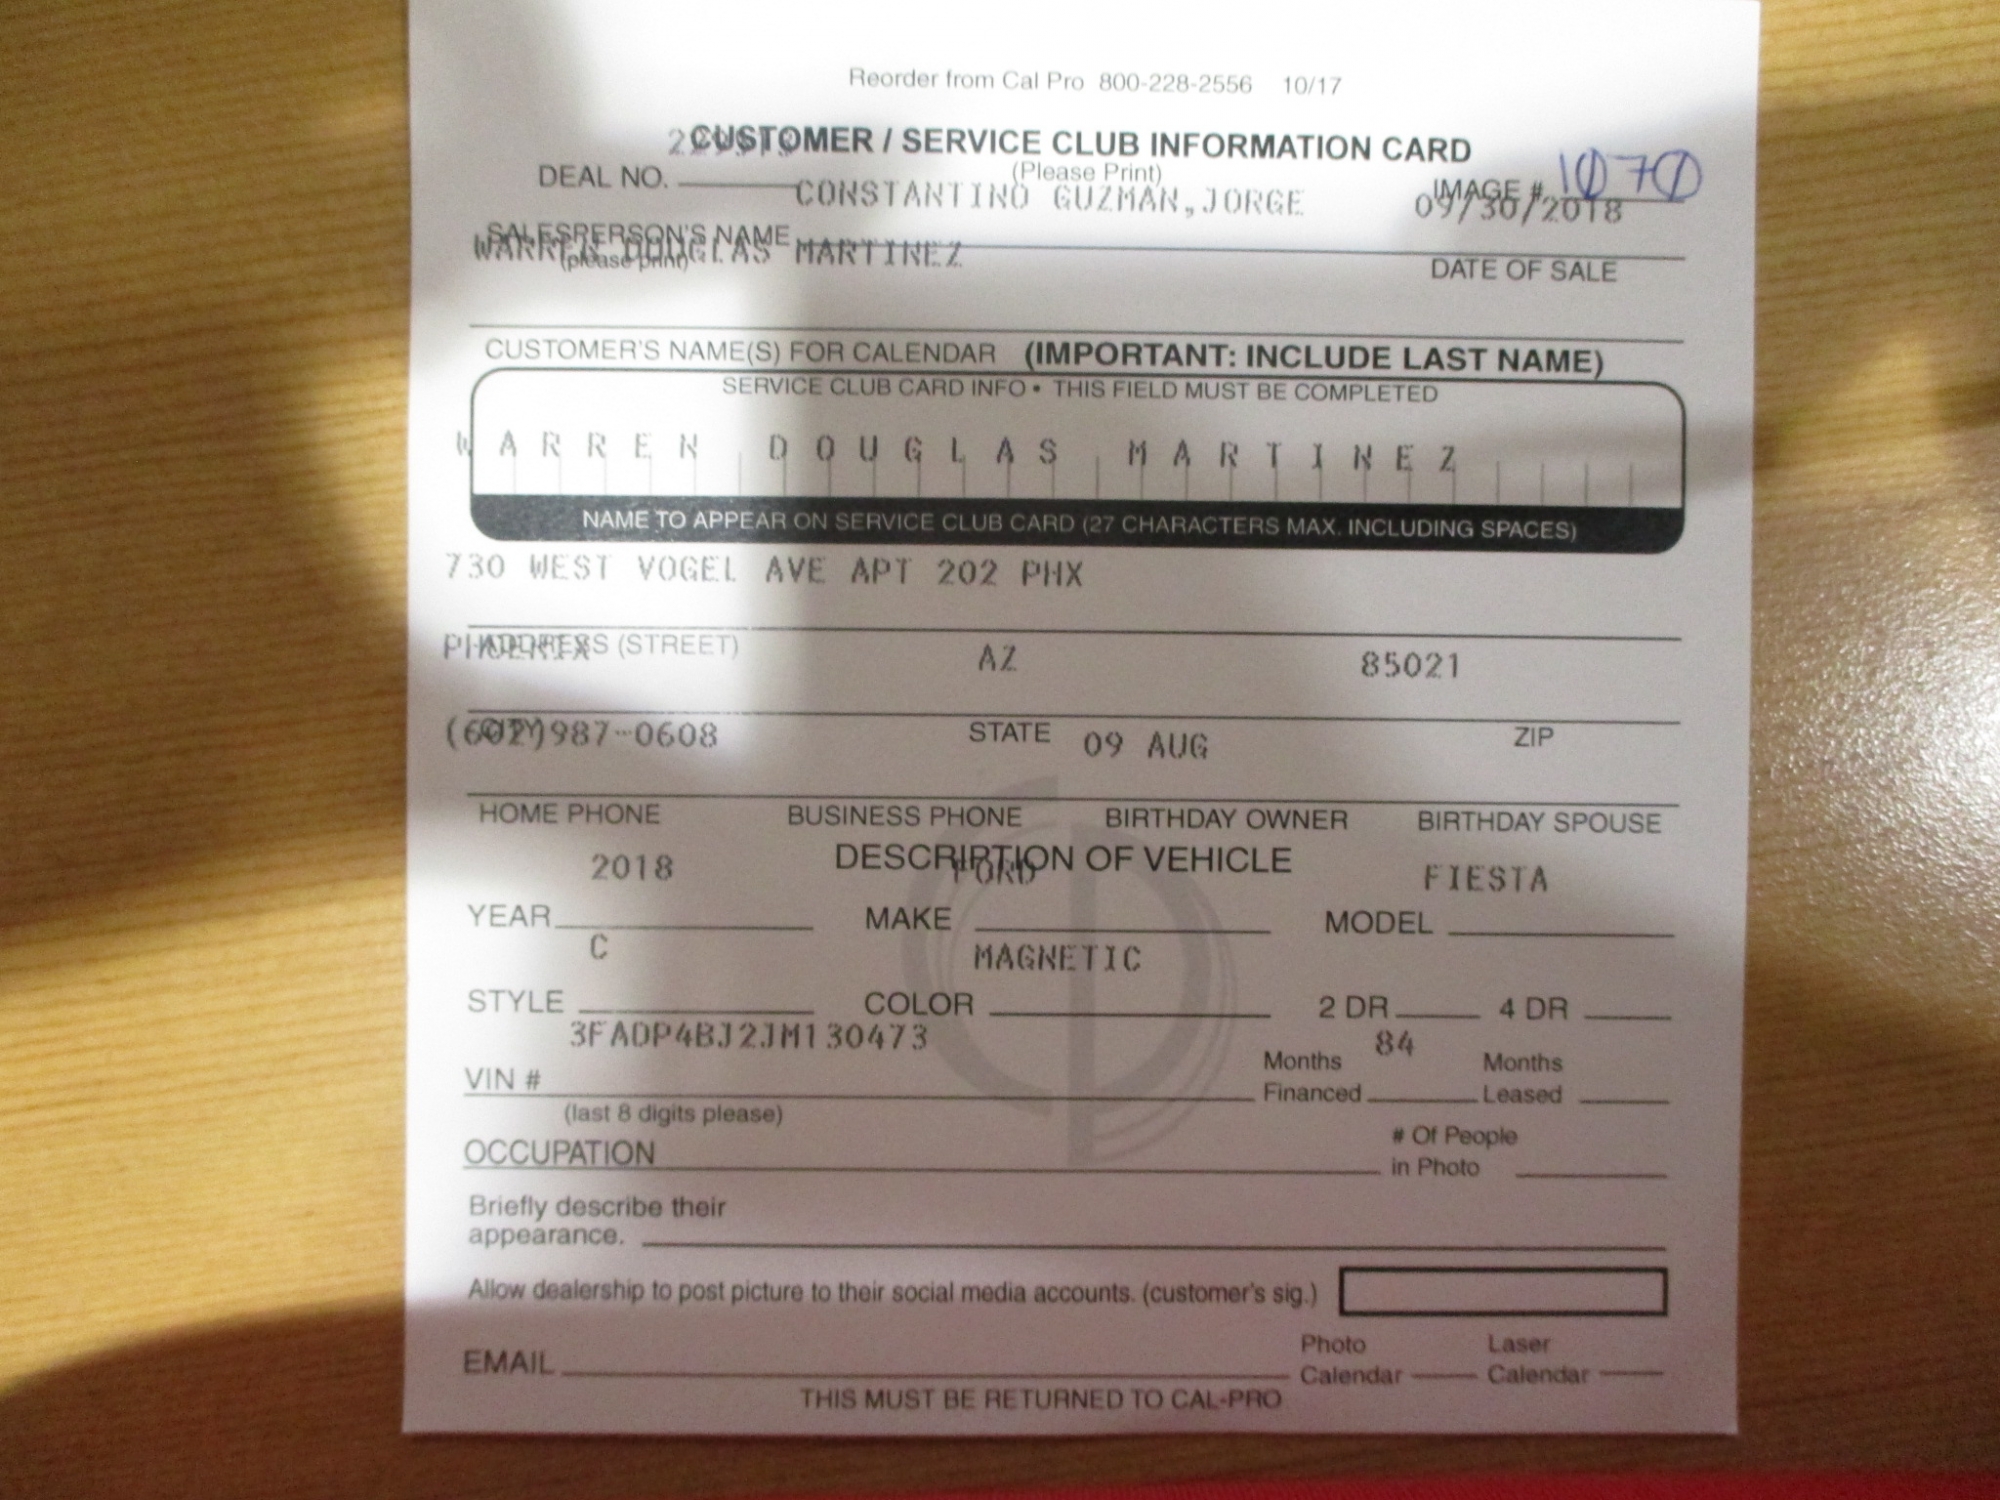 Reorder from Cal Pro 800-228-2556 10/17
CUSTOMER / SERVICE CLUB INFORMATION CARD
(Please Print)
DEAL NO. IMAGE # 1070
CONSTANTINO GUZMAN,JORGE 09/30/2018
SALESPERSON'S NAME
WARREN DOUGLAS MARTINEZ
(please print) DATE OF SALE
CUSTOMER'S NAME(S) FOR CALENDAR (IMPORTANT: INCLUDE LAST NAME)
SERVICE CLUB CARD INFO • THIS FIELD MUST BE COMPLETED
WARREN DOUGLAS MARTINEZ
NAME TO APPEAR ON SERVICE CLUB CARD (27 CHARACTERS MAX. INCLUDING SPACES)
730 WEST VOGEL AVE APT 202 PHX
ADDRESS (STREET)
PHOENIX AZ 85021
CITY STATE ZIP
(602)987-0608 09 AUG
HOME PHONE BUSINESS PHONE BIRTHDAY OWNER BIRTHDAY SPOUSE
DESCRIPTION OF VEHICLE
2018 FORD FIESTA
YEAR MAKE MODEL
C MAGNETIC
STYLE COLOR 2 DR 4 DR
3FADP4BJ2JM130473 84
VIN # Months Financed Months Leased
(last 8 digits please)
OCCUPATION # Of People in Photo
Briefly describe their
appearance.
Allow dealership to post picture to their social media accounts. (customer's sig.)
EMAIL Photo Calendar Laser Calendar
THIS MUST BE RETURNED TO CAL-PRO